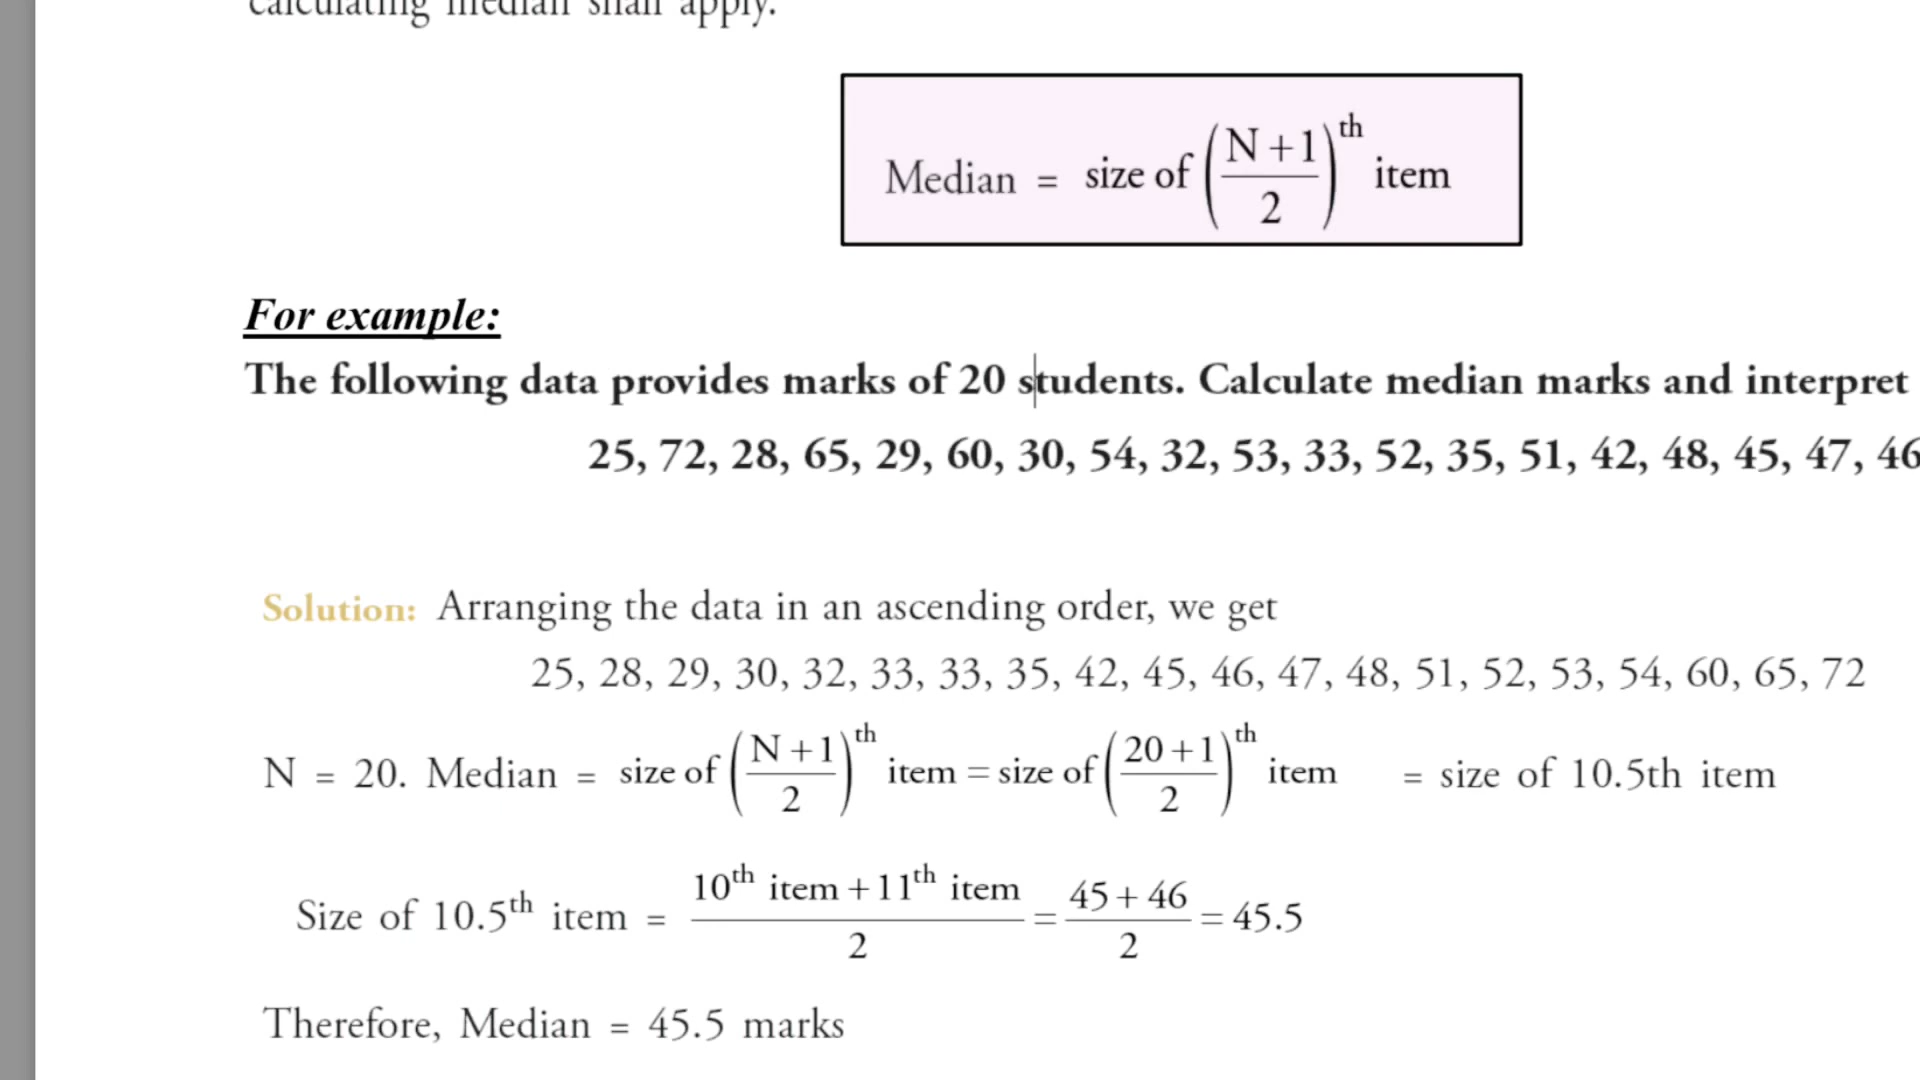 calculating median shall apply.
Median = size of (N+1/2)th item
For example:
The following data provides marks of 20 students. Calculate median marks and interpret
25, 72, 28, 65, 29, 60, 30, 54, 32, 53, 33, 52, 35, 51, 42, 48, 45, 47, 46
Solution: Arranging the data in an ascending order, we get
25, 28, 29, 30, 32, 33, 33, 35, 42, 45, 46, 47, 48, 51, 52, 53, 54, 60, 65, 72
N = 20. Median = size of (N+1/2)th item = size of (20+1/2)th item = size of 10.5th item
Size of 10.5th item = 10th item + 11th item/2 = 45+46/2 = 45.5
Therefore, Median = 45.5 marks